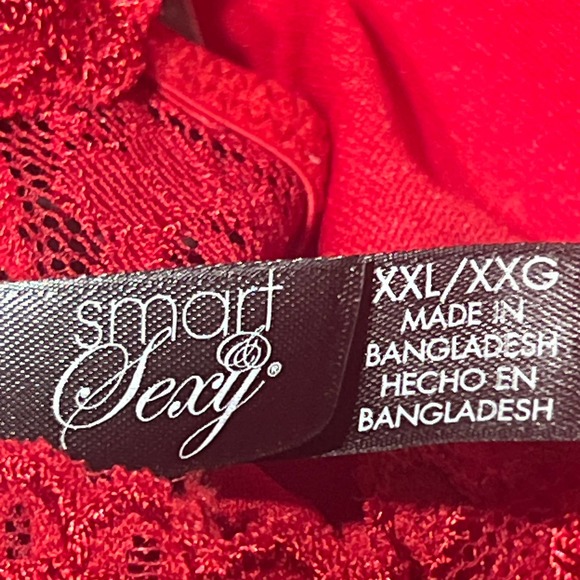 smart
& Sexy®
XXL/XXG
MADE IN
BANGLADESH
HECHO EN
BANGLADESH